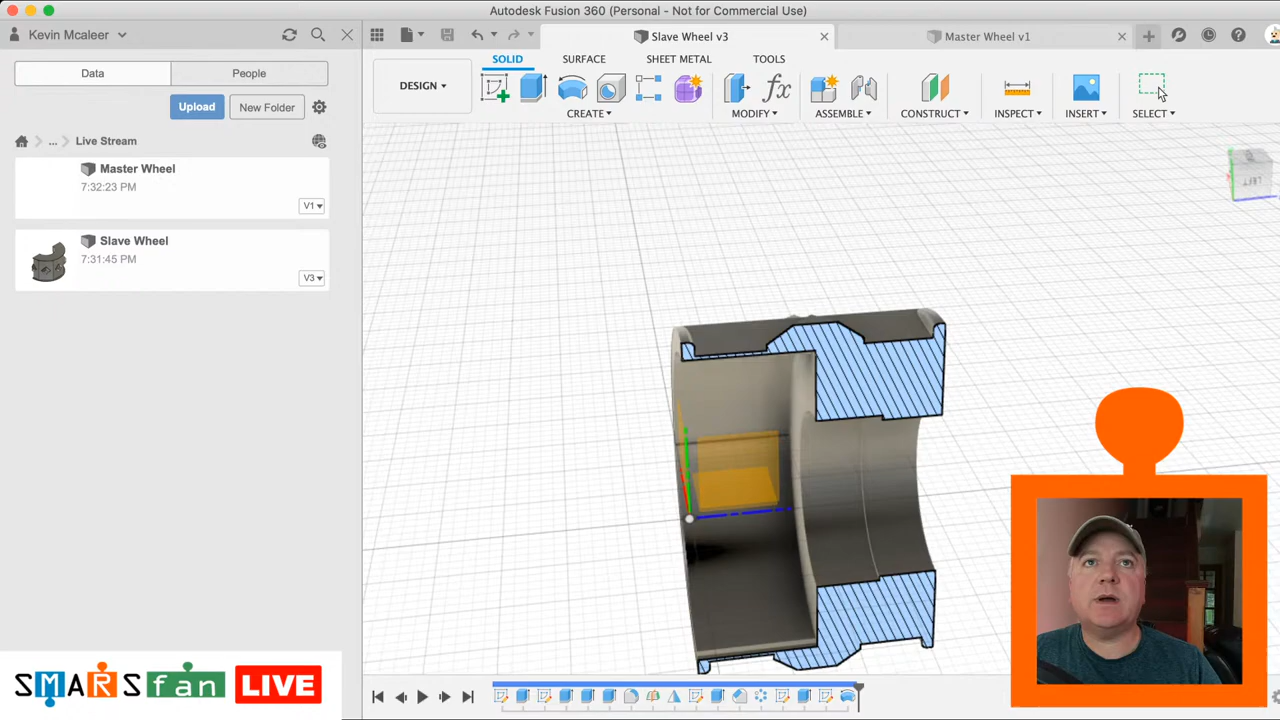 Autodesk Fusion 360 (Personal - Not for Commercial Use)
Kevin Mcaleer
Slave Wheel v3
Master Wheel v1
Data
People
Upload
New Folder
... Live Stream
Master Wheel
7:32:23 PM
V1
Slave Wheel
7:31:45 PM
V3
DESIGN
SOLID SURFACE SHEET METAL TOOLS
CREATE MODIFY ASSEMBLE CONSTRUCT INSPECT INSERT SELECT
LEFT
SMARSfan LIVE